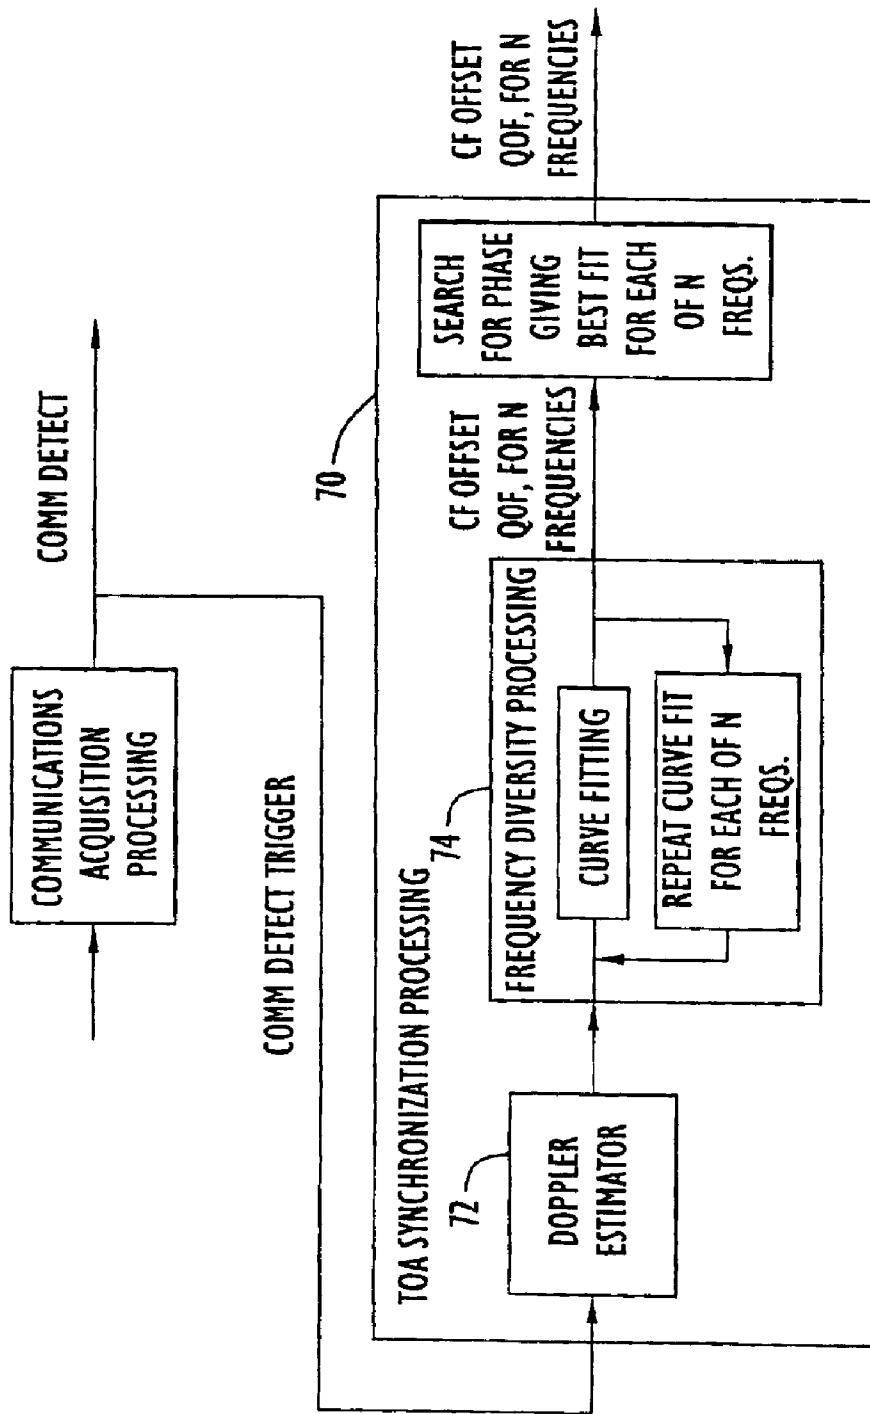 COMMUNICATIONS
ACQUISITION
PROCESSING
COMM DETECT
COMM DETECT TRIGGER
70
TOA SYNCHRONIZATION PROCESSING
72
DOPPLER
ESTIMATOR
74
FREQUENCY DIVERSITY PROCESSING
CURVE FITTING
REPEAT CURVE FIT
FOR EACH OF N
FREQS.
CF OFFSET
QOF, FOR N
FREQUENCIES
SEARCH
FOR PHASE
GIVING
BEST FIT
FOR EACH
OF N
FREQS.
CF OFFSET
QOF, FOR N
FREQUENCIES